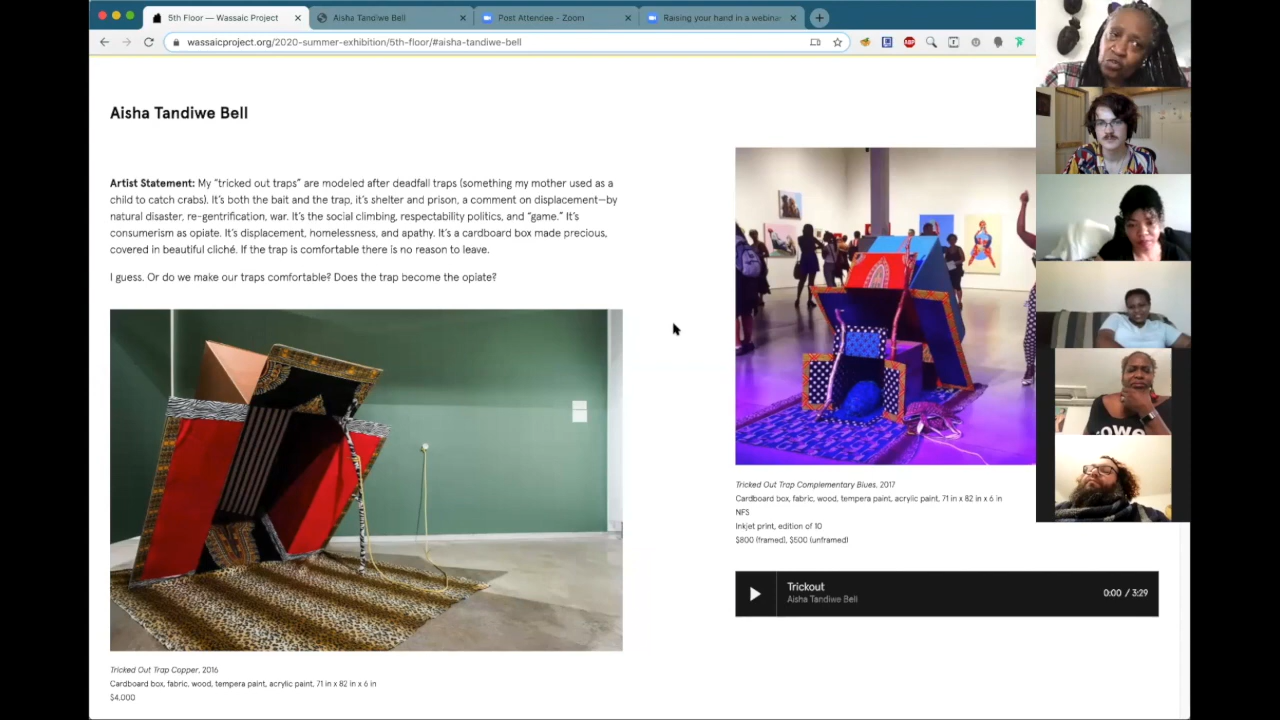 5th Floor — Wassaic Project
Aisha Tandiwe Bell
Post Attendee - Zoom
Raising your hand in a webinar
wassaicproject.org/2020-summer-exhibition/5th-floor/#aisha-tandiwe-bell
ABP
Aisha Tandiwe Bell
Artist Statement: My “tricked out traps” are modeled after deadfall traps (something my mother used as a
child to catch crabs). It’s both the bait and the trap, it’s shelter and prison, a comment on displacement—by
natural disaster, re-gentrification, war. It’s the social climbing, respectability politics, and “game.” It’s
consumerism as opiate. It’s displacement, homelessness, and apathy. It’s a cardboard box made precious,
covered in beautiful cliché. If the trap is comfortable there is no reason to leave.
I guess. Or do we make our traps comfortable? Does the trap become the opiate?
Tricked Out Trap Copper, 2016
Cardboard box, fabric, wood, tempera paint, acrylic paint, 71 in x 82 in x 6 in
$4,000
Tricked Out Trap Complementary Blues, 2017
Cardboard box, fabric, wood, tempera paint, acrylic paint, 71 in x 82 in x 6 in
NFS
Inkjet print, edition of 10
$800 (framed), $500 (unframed)
Trickout
Aisha Tandiwe Bell
0:00 / 3:29